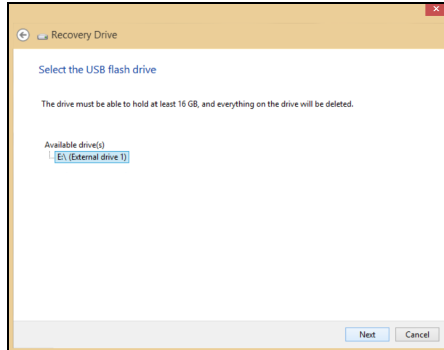 Recovery Drive
Select the USB flash drive
The drive must be able to hold at least 16 GB, and everything on the drive will be deleted.
Available drive(s)
E:\ (External drive 1)
Next Cancel